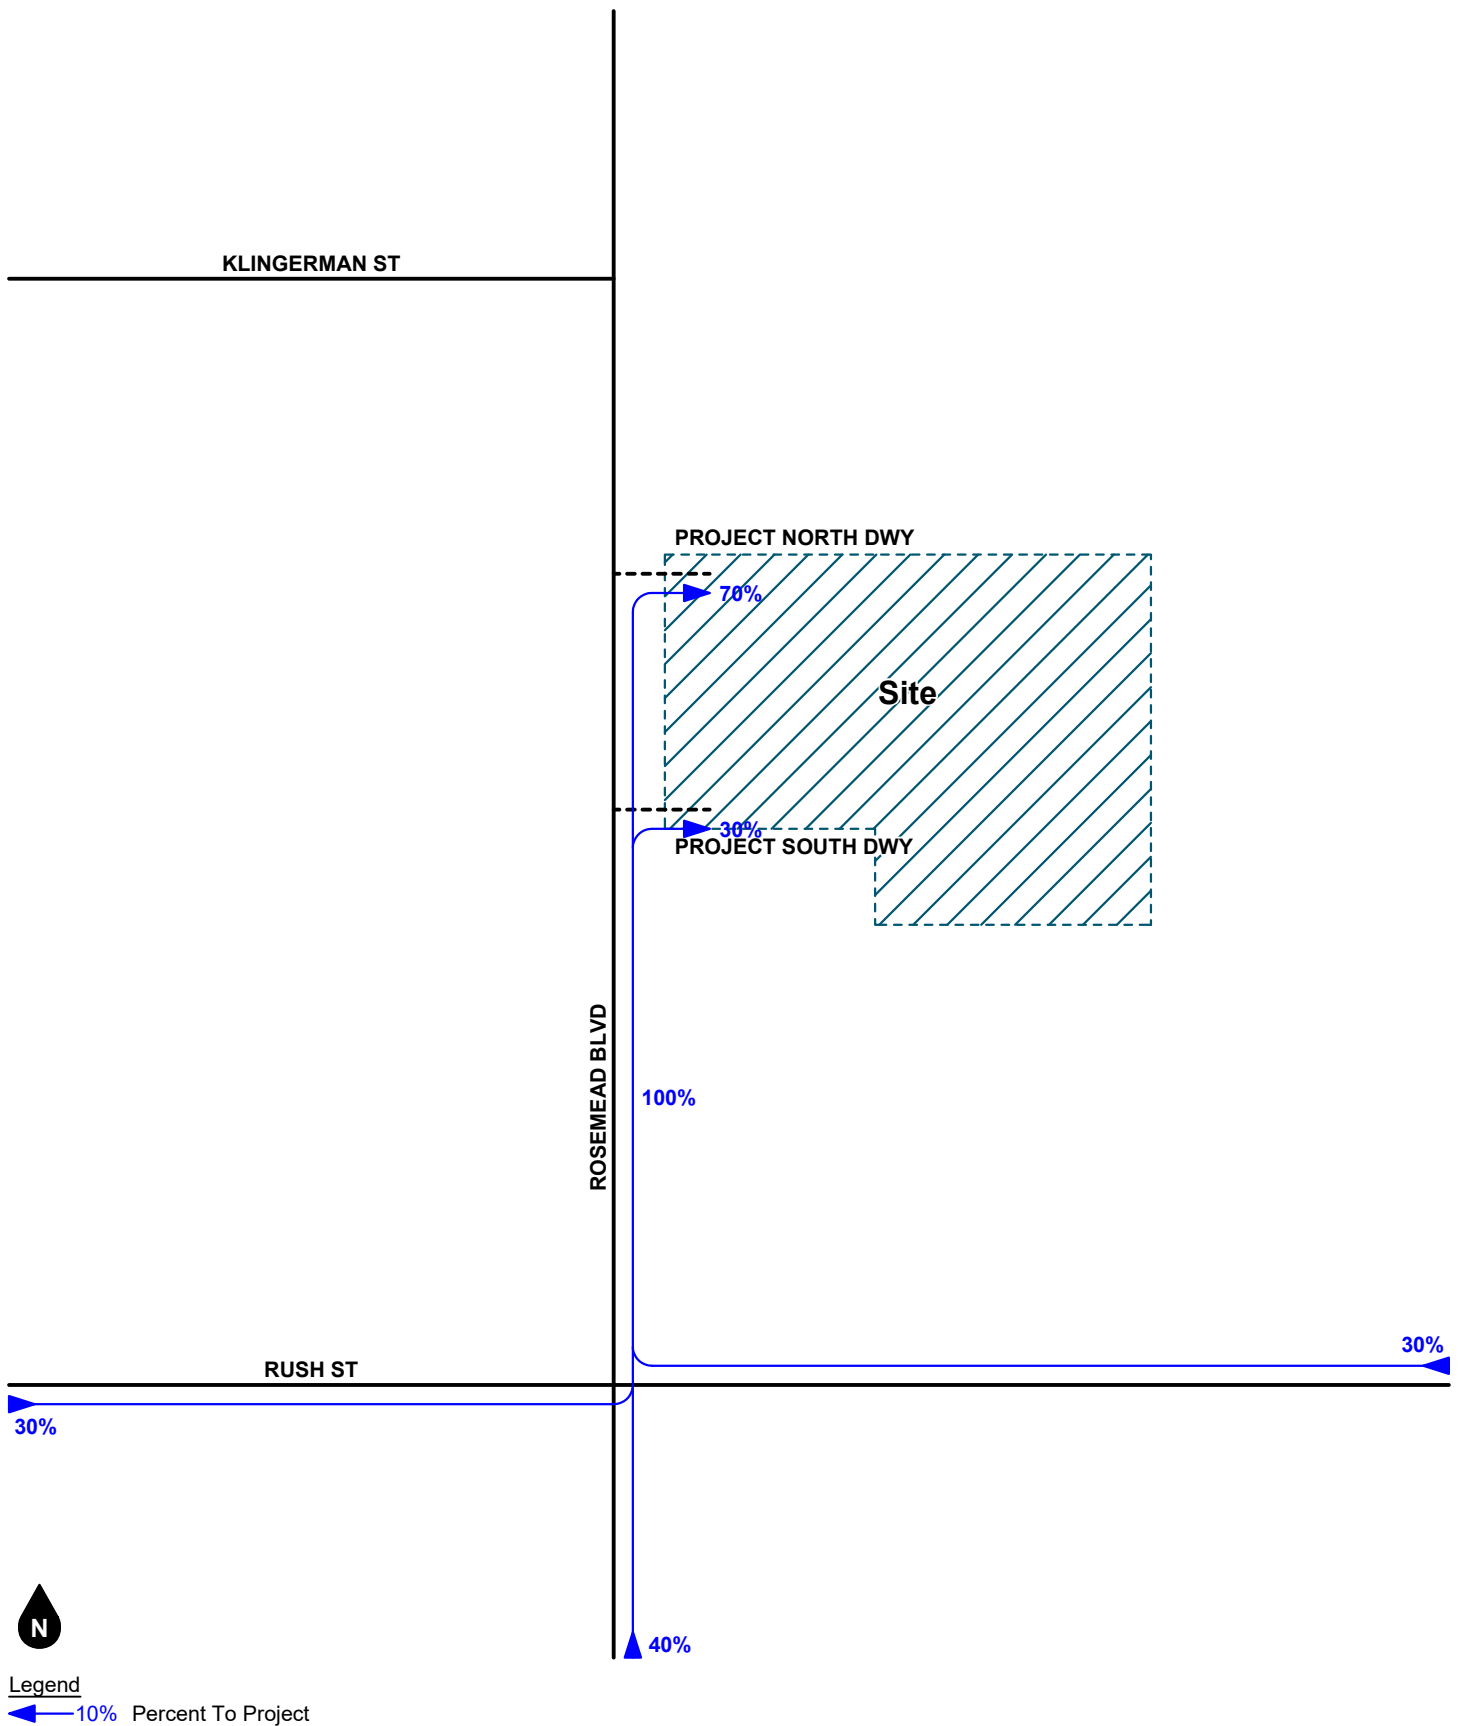 KLINGERMAN ST
PROJECT NORTH DWY
70%
Site
30%
PROJECT SOUTH DWY
ROSEMEAD BLVD
100%
30%
RUSH ST
30%
40%
N
Legend
10% Percent To Project